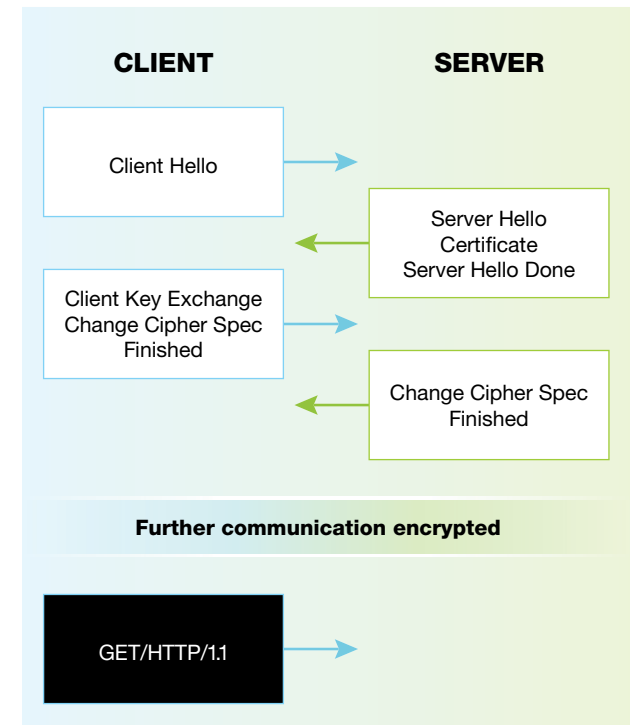 CLIENT
SERVER
Client Hello
Server Hello
Certificate
Server Hello Done
Client Key Exchange
Change Cipher Spec
Finished
Change Cipher Spec
Finished
Further communication encrypted
GET/HTTP/1.1